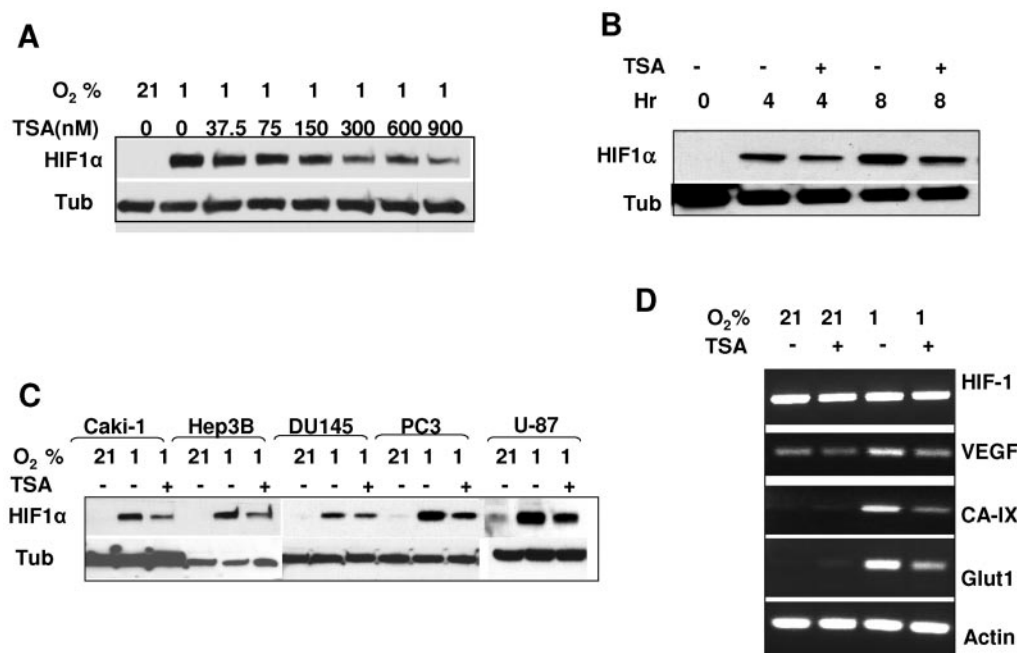 A
O2 % 21 1 1 1 1 1 1 1
TSA(nM) 0 0 37.5 75 150 300 600 900
HIF1α
Tub
B
TSA - - + - +
Hr 0 4 4 8 8
HIF1α
Tub
C
Caki-1 Hep3B DU145 PC3 U-87
O2 % 21 1 1 21 1 1 21 1 1 21 1 1 21 1 1
TSA - - + - - + - - + - - + - - +
HIF1α
Tub
D
O2% 21 21 1 1
TSA - + - +
HIF-1
VEGF
CA-IX
Glut1
Actin